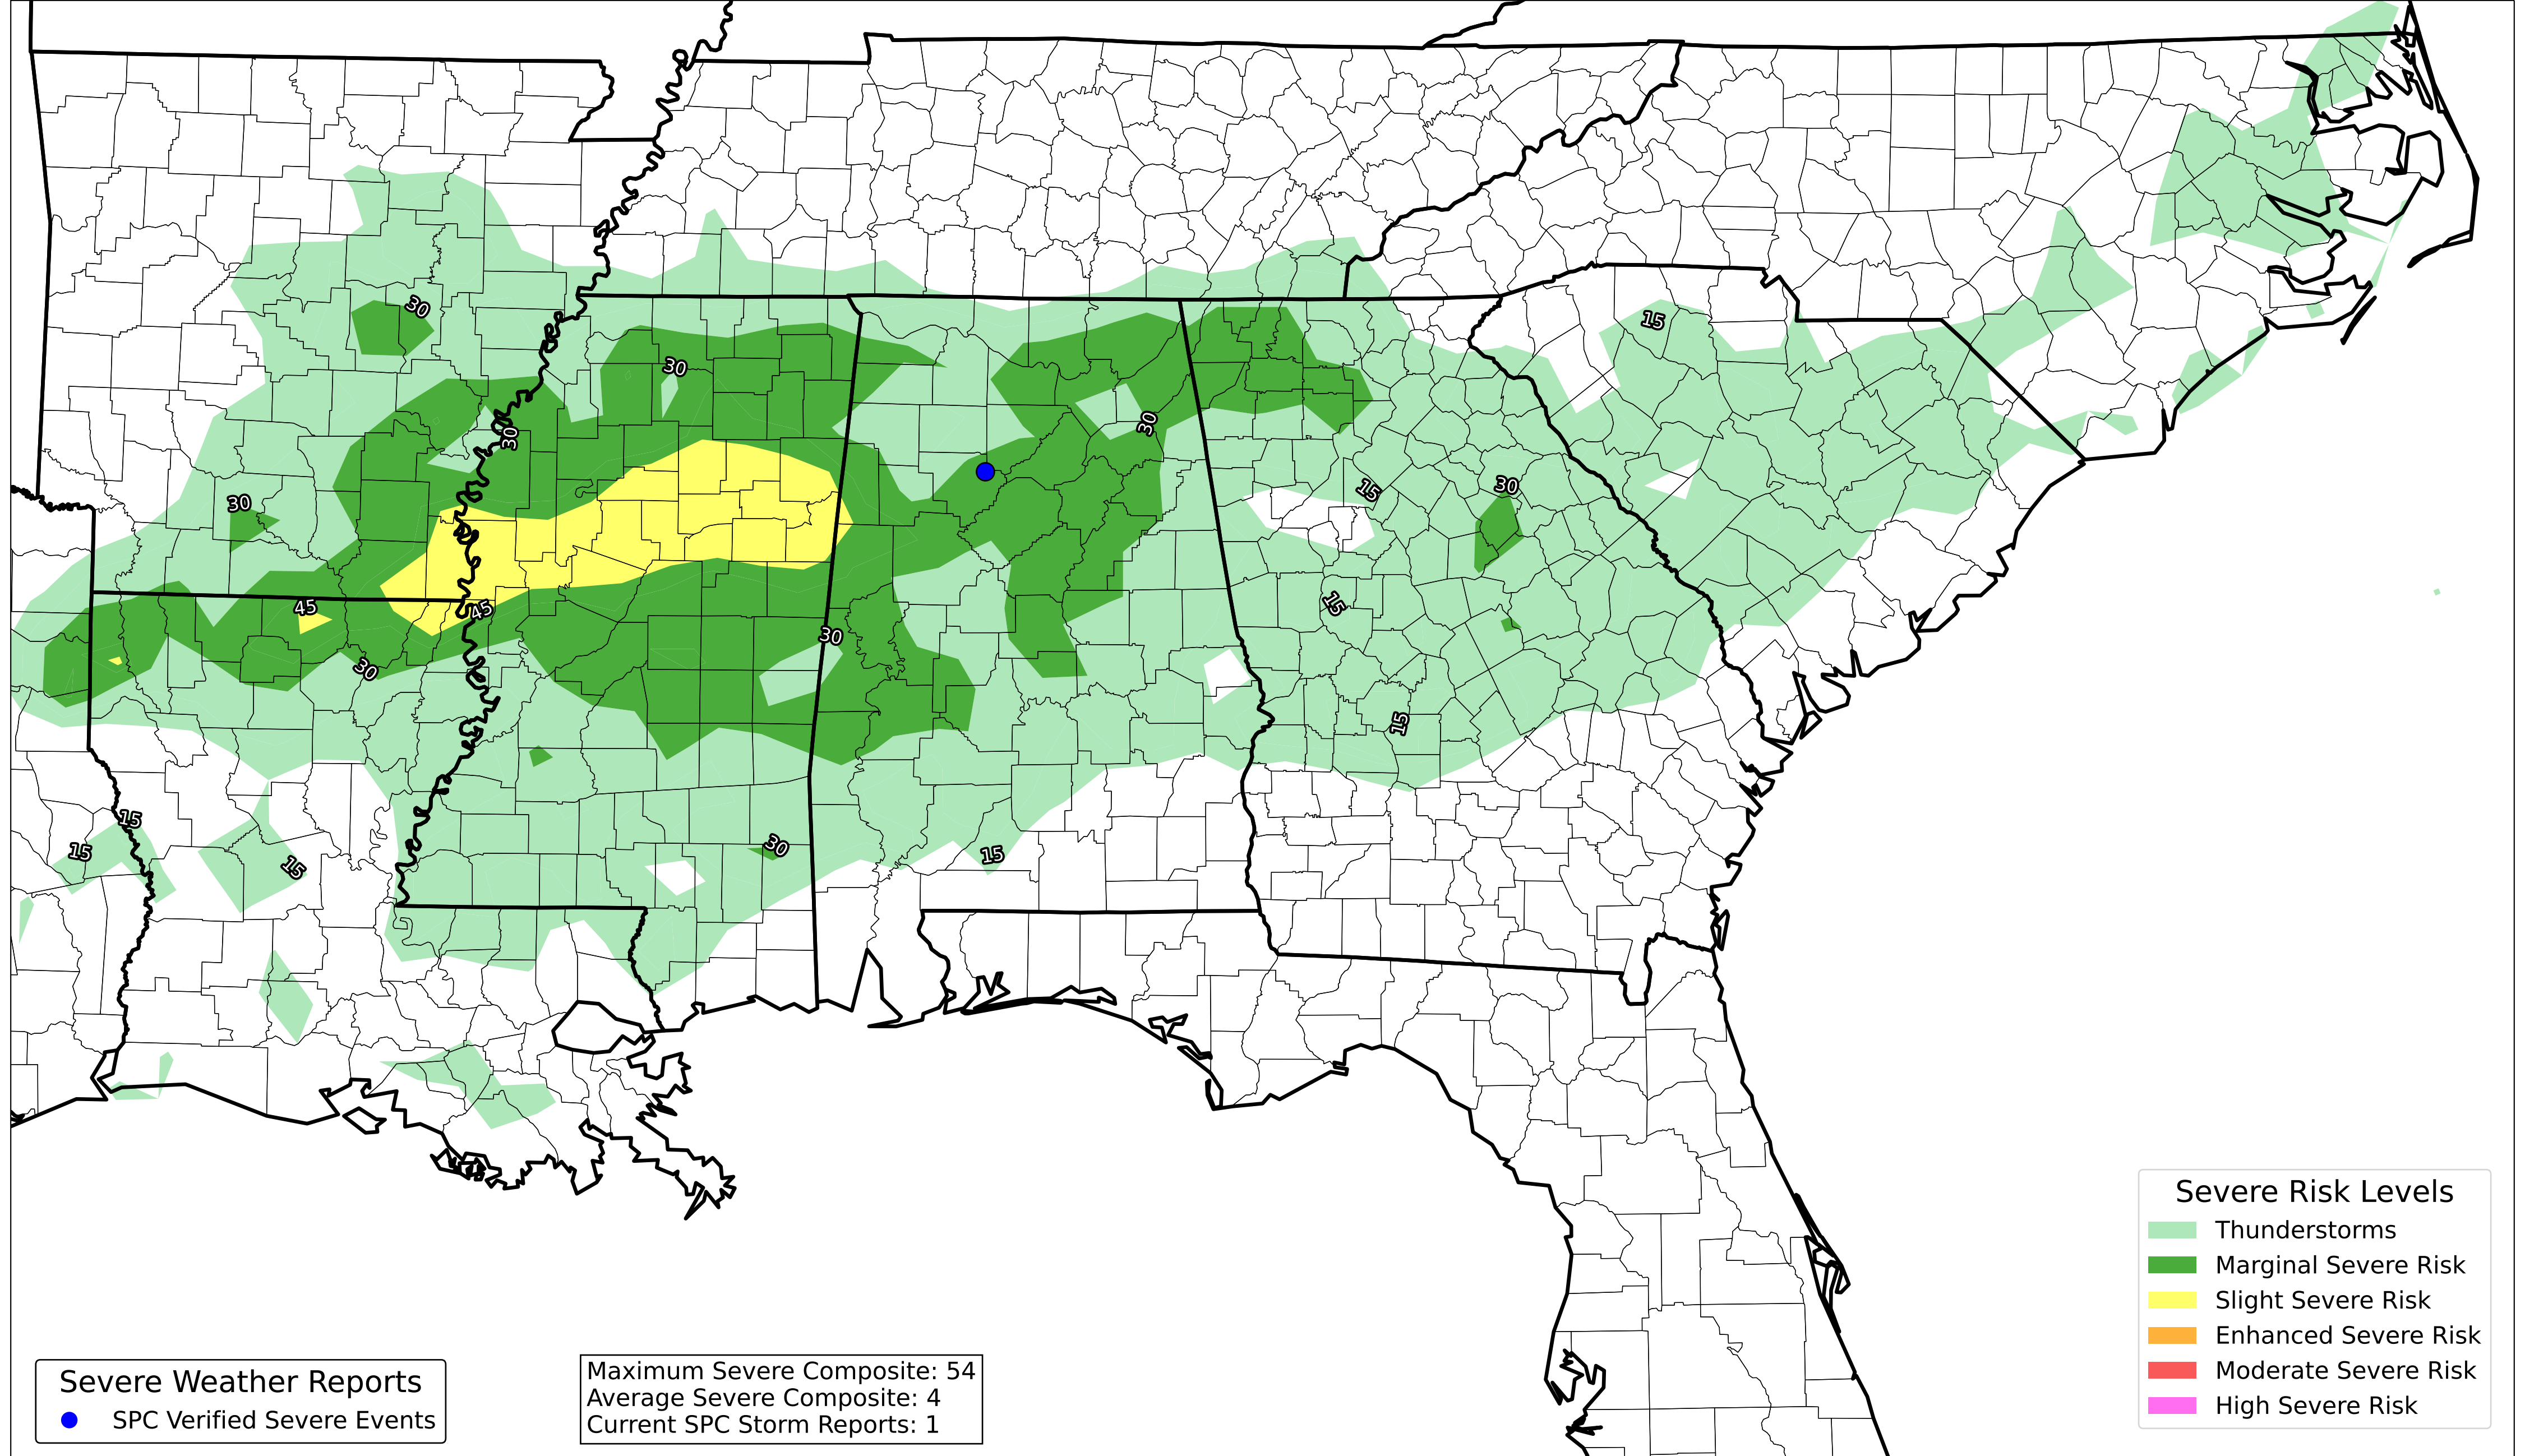 30
15
30
30
30
15
30
30
15
45
45
30
30
15
15
15
30
15
15
15
Severe Risk Levels
Thunderstorms
Marginal Severe Risk
Slight Severe Risk
Enhanced Severe Risk
Moderate Severe Risk
High Severe Risk
Severe Weather Reports
SPC Verified Severe Events
Maximum Severe Composite: 54
Average Severe Composite: 4
Current SPC Storm Reports: 1